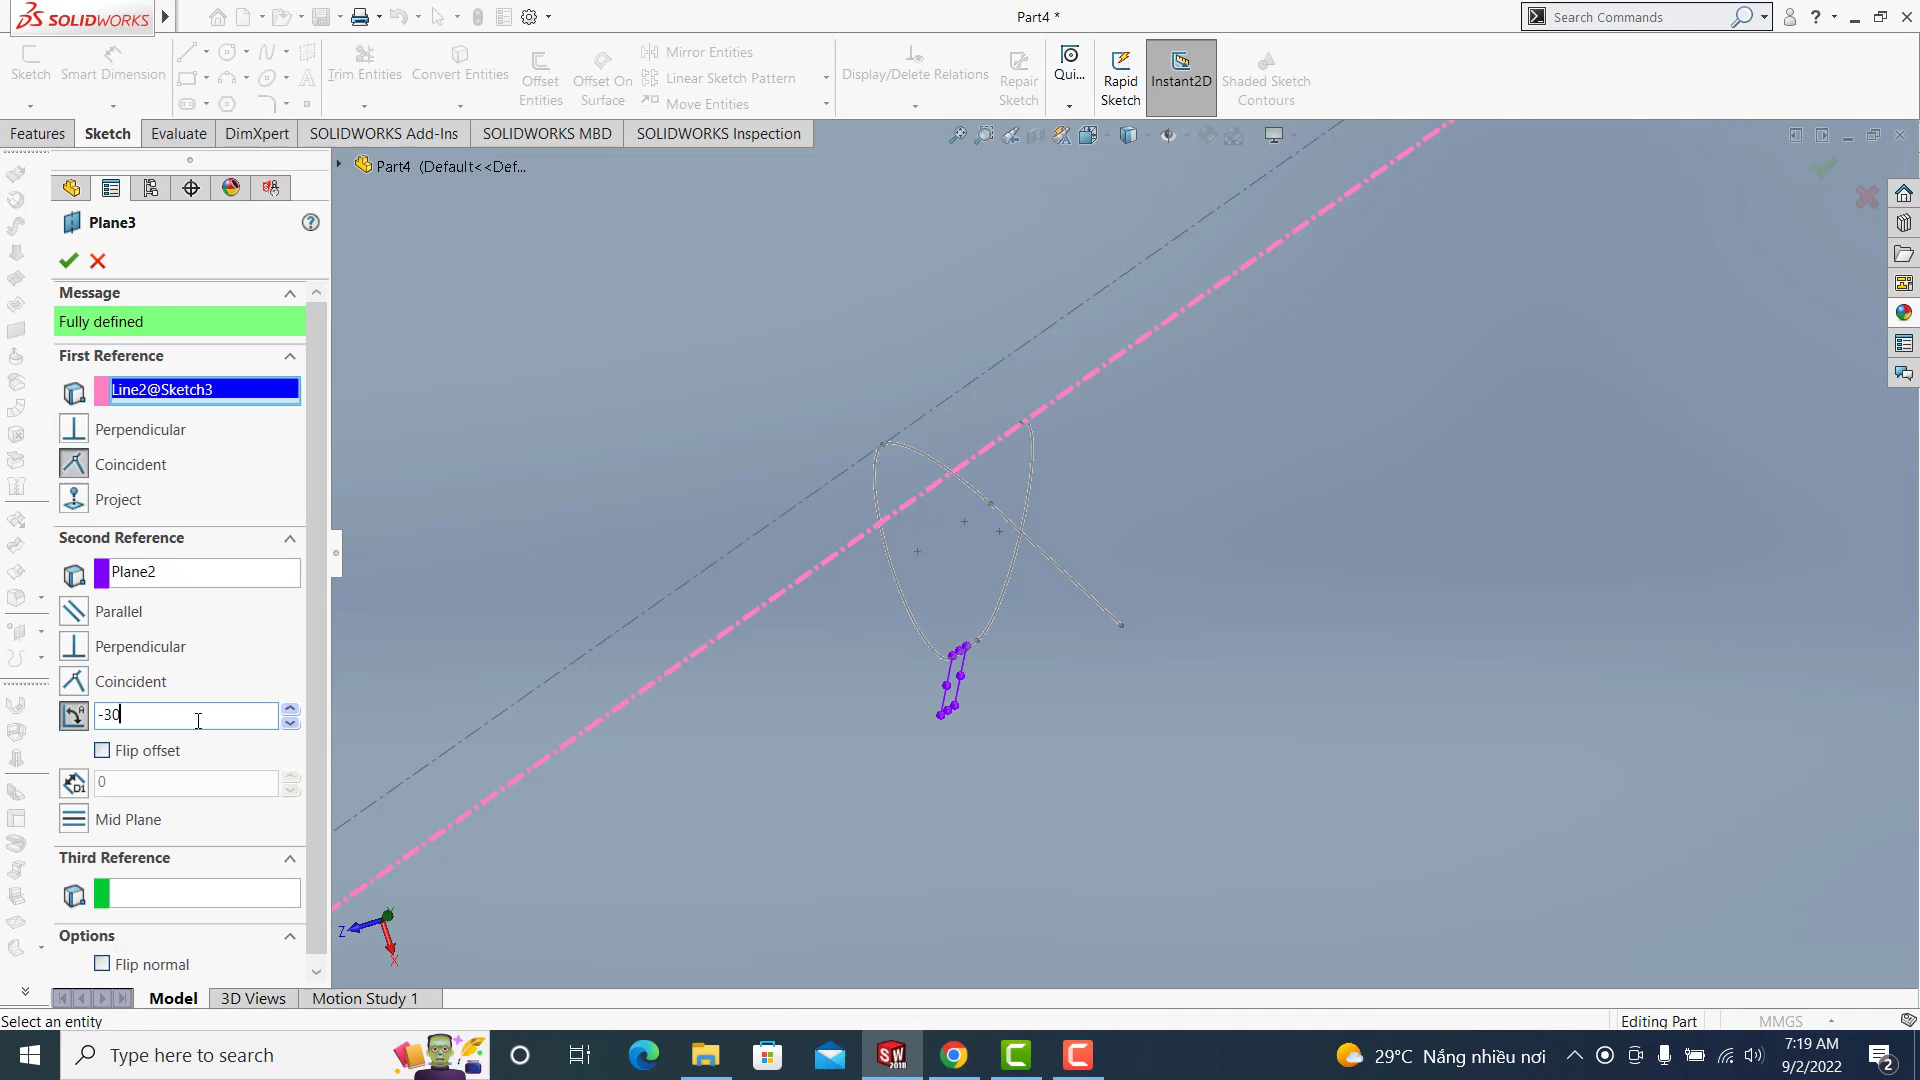 SOLIDWORKS
Part4 *
Search Commands
Sketch
Smart Dimension
Trim Entities
Convert Entities
Offset Entities
Offset On Surface
Mirror Entities
Linear Sketch Pattern
Move Entities
Display/Delete Relations
Repair Sketch
Qui...
Rapid Sketch
Instant2D
Shaded Sketch Contours
Features
Sketch
Evaluate
DimXpert
SOLIDWORKS Add-Ins
SOLIDWORKS MBD
SOLIDWORKS Inspection
Part4 (Default<<Def...
Plane3
Message
Fully defined
First Reference
Line2@Sketch3
Perpendicular
Coincident
Project
Second Reference
Plane2
Parallel
Perpendicular
Coincident
-30
Flip offset
0
Mid Plane
Third Reference
Options
Flip normal
Y
Z
X
Model
3D Views
Motion Study 1
Select an entity
Editing Part
MMGS
Type here to search
SW
2018
29°C Nắng nhiều nơi
7:19 AM
9/2/2022
2